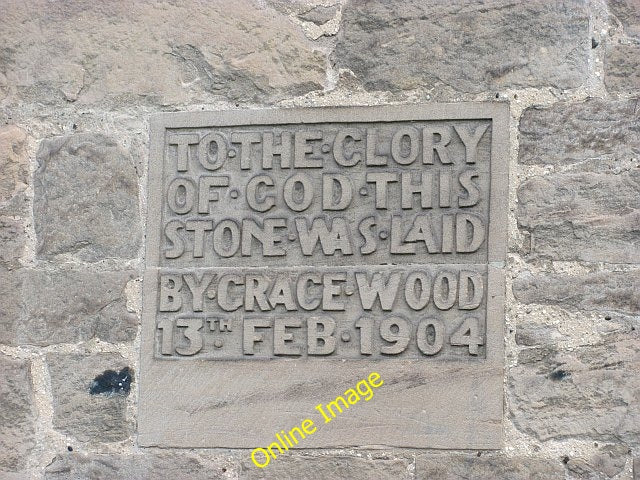 TO·THE·GLORY
OF·GOD·THIS
STONE·WAS·LAID
BY·GRACE·WOOD
13TH FEB·1904
Online Image